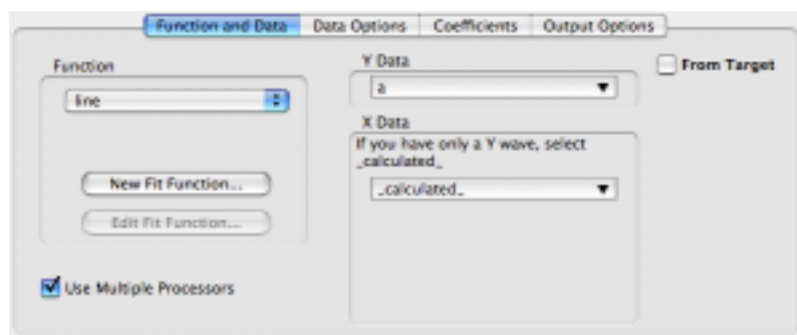 Function and Data Data Options Coefficients Output Options
Function
line
New Fit Function...
Edit Fit Function...
Use Multiple Processors
Y Data
a
X Data
If you have only a Y wave, select
_calculated_
_calculated_
From Target